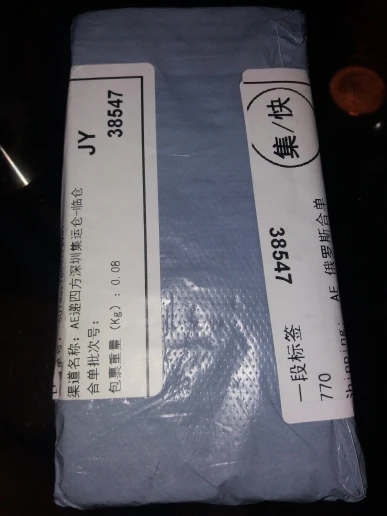 JY
38547
渠道名称: AE递四方深圳集运仓-临仓
合单批次号:
包裹重量 (Kg): 0.08
集/快
38547
一段标签
770
AE 俄罗斯合单